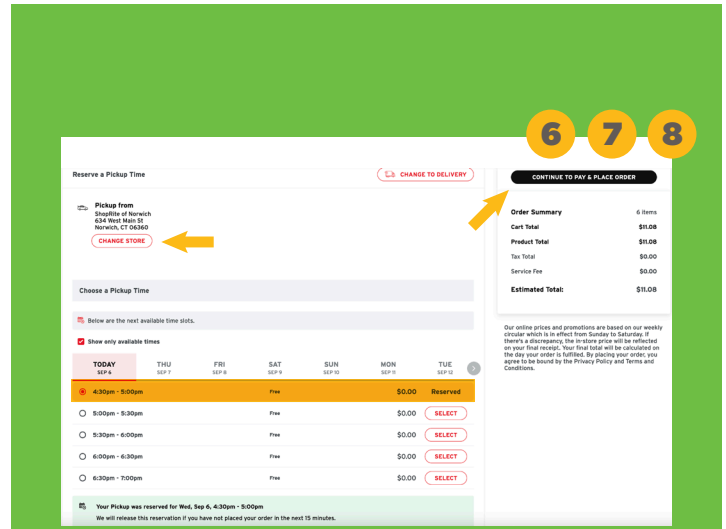 6 7 8
Reserve a Pickup Time
CHANGE TO DELIVERY
CONTINUE TO PAY & PLACE ORDER
Pickup from
ShopRite of Norwich
634 West Main St
Norwich, CT 06360
CHANGE STORE
Order Summary 6 items
Cart Total $11.08
Product Total $11.08
Tax Total $0.00
Service Fee $0.00
Estimated Total: $11.08
Choose a Pickup Time
Below are the next available time slots.
Show only available times
Our online prices and promotions are based on our weekly
circular which is in effect from Sunday to Saturday. If
there's a discrepancy, the in-store price will be reflected
on your final receipt. Your final total will be calculated on
the day your order is fulfilled. By placing your order, you
agree to be bound by the Privacy Policy and Terms and
Conditions.
TODAY THU FRI SAT SUN MON TUE
SEP 6 SEP 7 SEP 8 SEP 9 SEP 10 SEP 11 SEP 12
4:30pm - 5:00pm Free $0.00 Reserved
5:00pm - 5:30pm Free $0.00 SELECT
5:30pm - 6:00pm Free $0.00 SELECT
6:00pm - 6:30pm Free $0.00 SELECT
6:30pm - 7:00pm Free $0.00 SELECT
Your Pickup was reserved for Wed, Sep 6, 4:30pm - 5:00pm
We will release this reservation if you have not placed your order in the next 15 minutes.